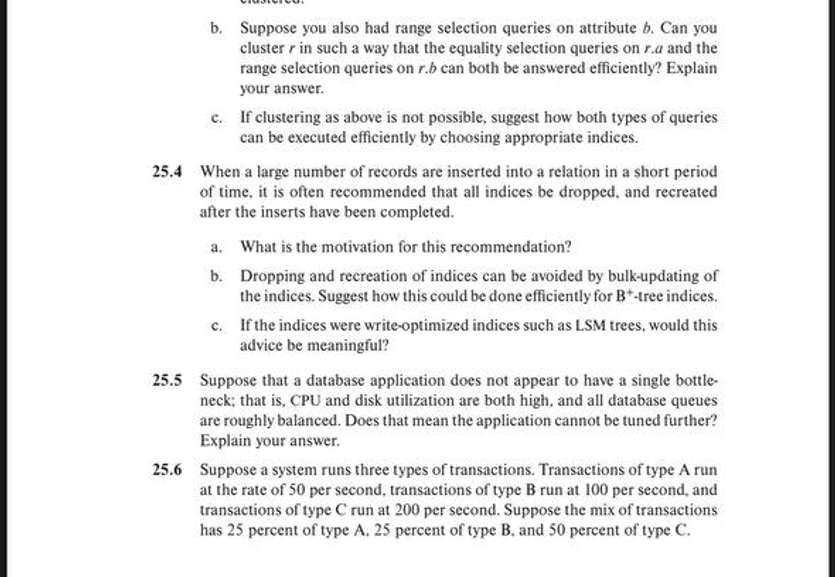 b. Suppose you also had range selection queries on attribute b. Can you
cluster r in such a way that the equality selection queries on r.a and the
range selection queries on r.b can both be answered efficiently? Explain
your answer.
c. If clustering as above is not possible, suggest how both types of queries
can be executed efficiently by choosing appropriate indices.
25.4 When a large number of records are inserted into a relation in a short period
of time, it is often recommended that all indices be dropped, and recreated
after the inserts have been completed.
a. What is the motivation for this recommendation?
b. Dropping and recreation of indices can be avoided by bulk-updating of
the indices. Suggest how this could be done efficiently for B⁺-tree indices.
c. If the indices were write-optimized indices such as LSM trees, would this
advice be meaningful?
25.5 Suppose that a database application does not appear to have a single bottle-
neck; that is, CPU and disk utilization are both high, and all database queues
are roughly balanced. Does that mean the application cannot be tuned further?
Explain your answer.
25.6 Suppose a system runs three types of transactions. Transactions of type A run
at the rate of 50 per second, transactions of type B run at 100 per second, and
transactions of type C run at 200 per second. Suppose the mix of transactions
has 25 percent of type A, 25 percent of type B, and 50 percent of type C.